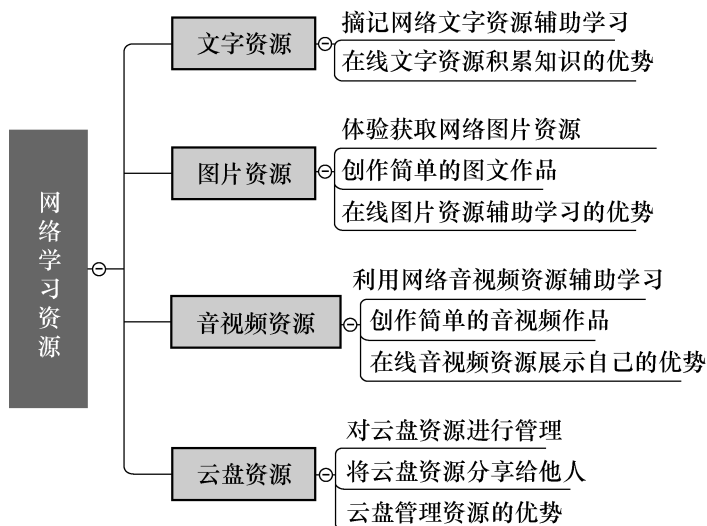 网络学习资源
文字资源
摘记网络文字资源辅助学习
在线文字资源积累知识的优势
图片资源
体验获取网络图片资源
创作简单的图文作品
在线图片资源辅助学习的优势
音视频资源
利用网络音视频资源辅助学习
创作简单的音视频作品
在线音视频资源展示自己的优势
云盘资源
对云盘资源进行管理
将云盘资源分享给他人
云盘管理资源的优势